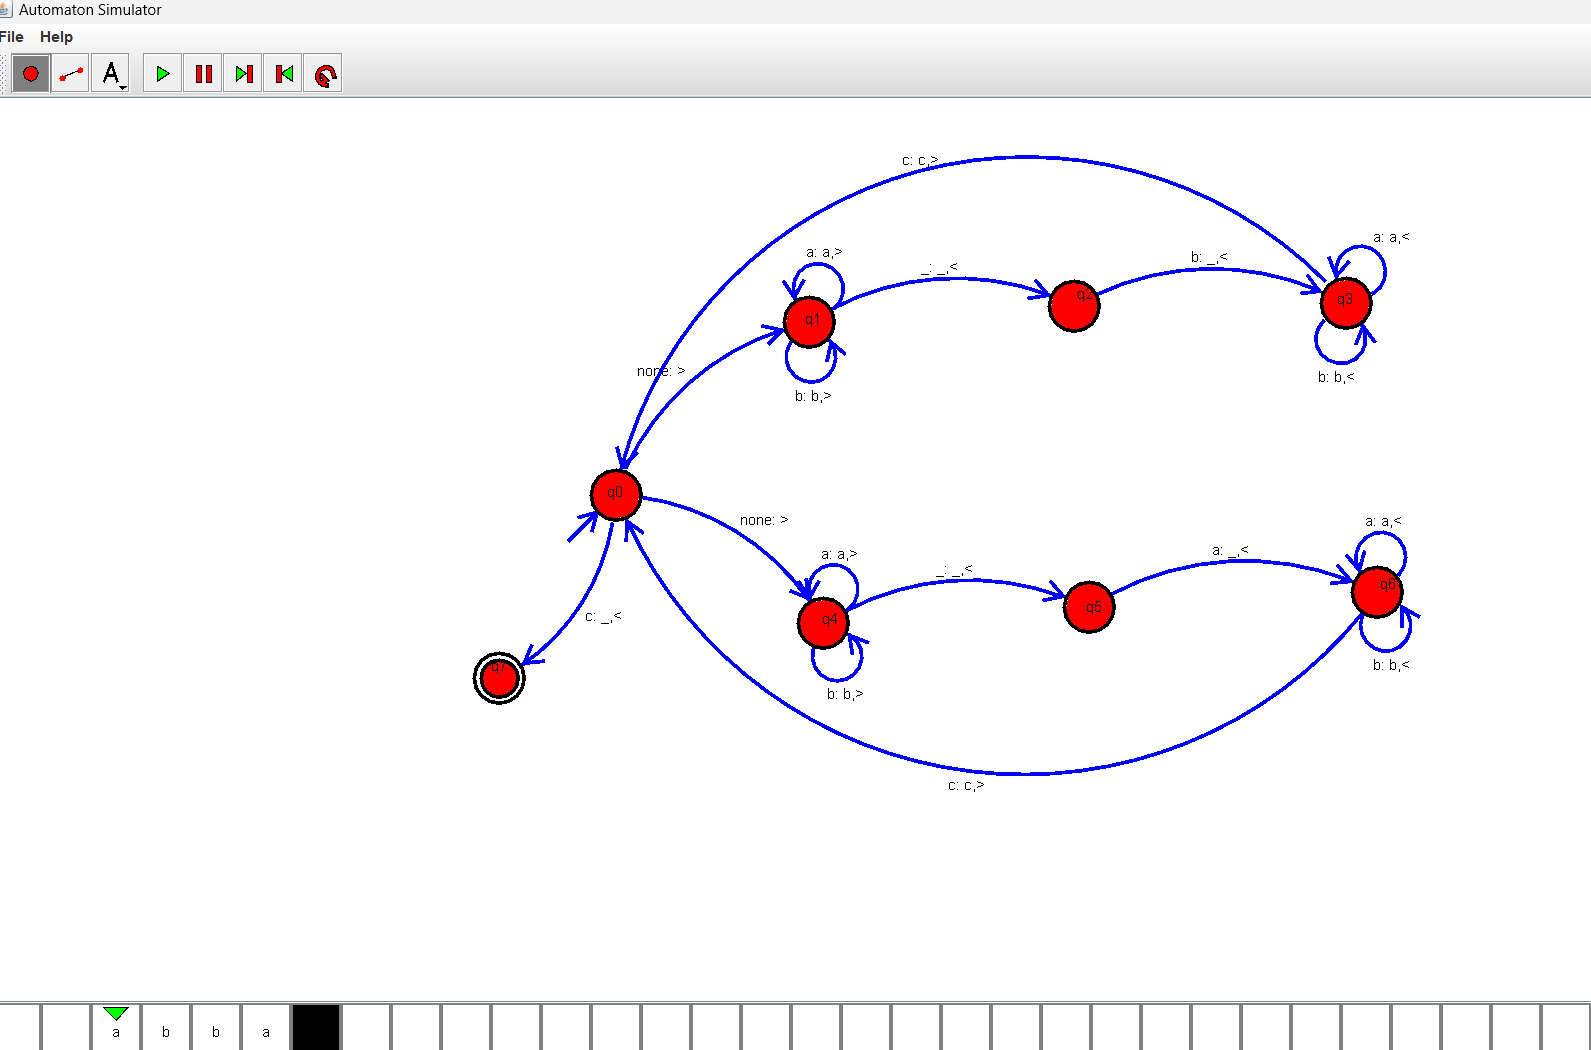 Automaton Simulator
File Help
A
c: c,>
a: a,<
a: a,>
b: _,<
_: _,<
q2
q3
q1
none: >
b: b,<
b: b,>
q0
none: >
a: a,<
a: a,>
a: _,<
_: _,<
q6
q5
c: _,<
q4
q7
b: b,<
b: b,>
c: c,>
a b b a